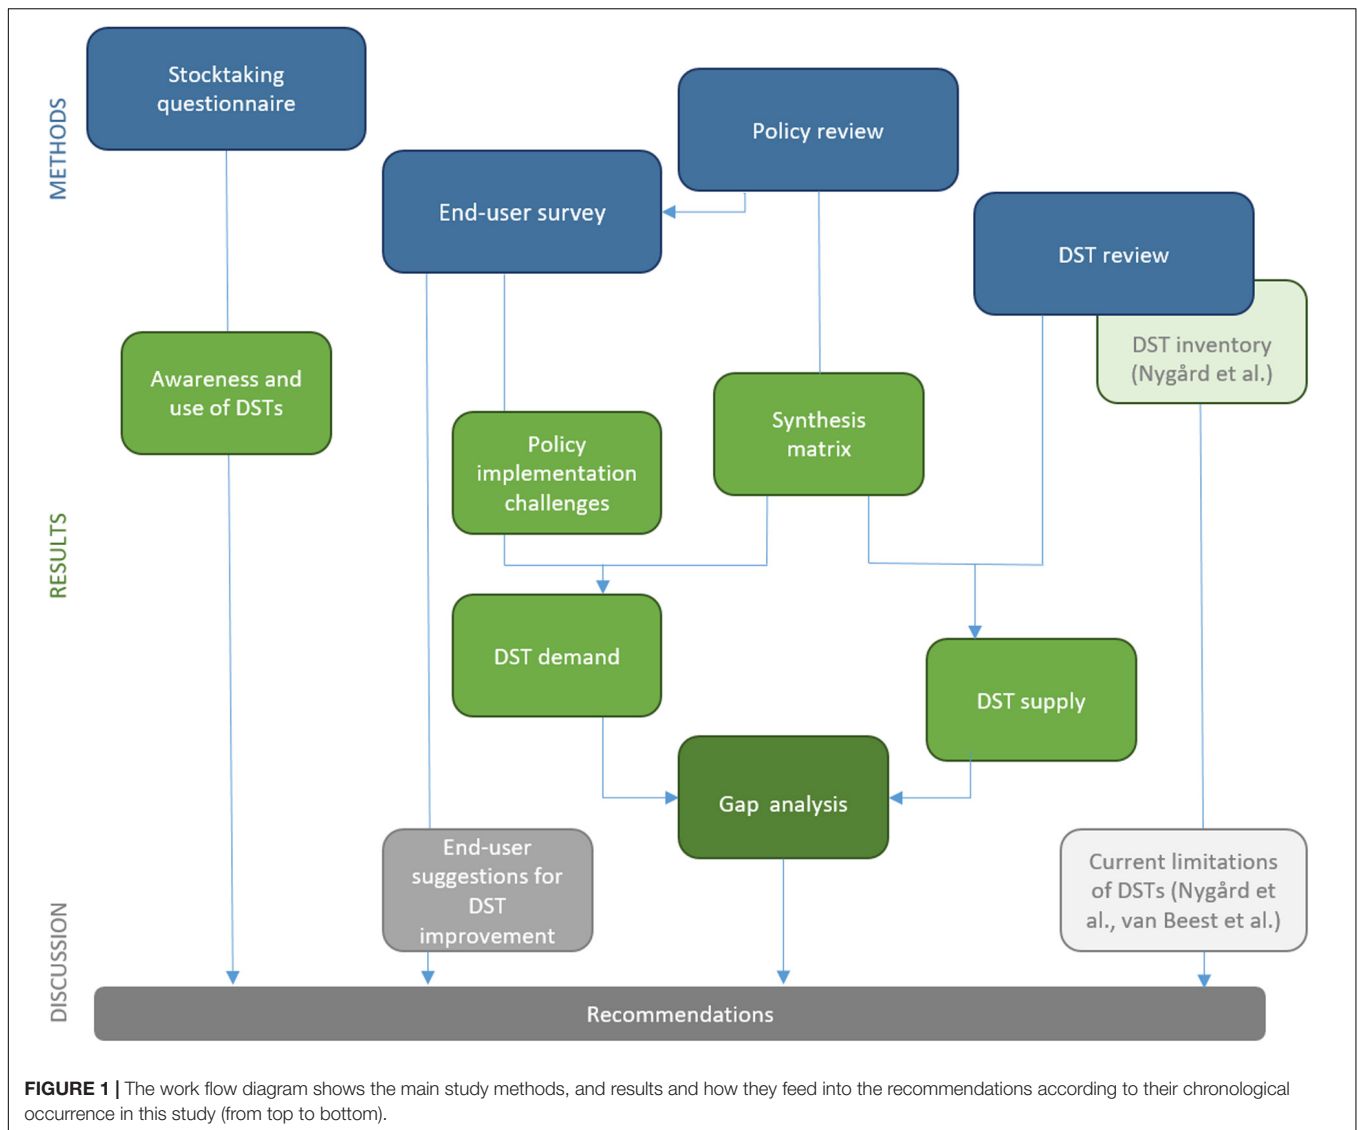 METHODS
Stocktaking
questionnaire
Policy review
End-user survey
DST review
DST inventory
(Nygård et al.)
RESULTS
Awareness and
use of DSTs
Synthesis
matrix
Policy
implementation
challenges
DST demand
DST supply
Gap analysis
DISCUSSION
End-user
suggestions for
DST
improvement
Current limitations
of DSTs (Nygård et
al., van Beest et al.)
Recommendations
FIGURE 1 | The work flow diagram shows the main study methods, and results and how they feed into the recommendations according to their chronological
occurrence in this study (from top to bottom).